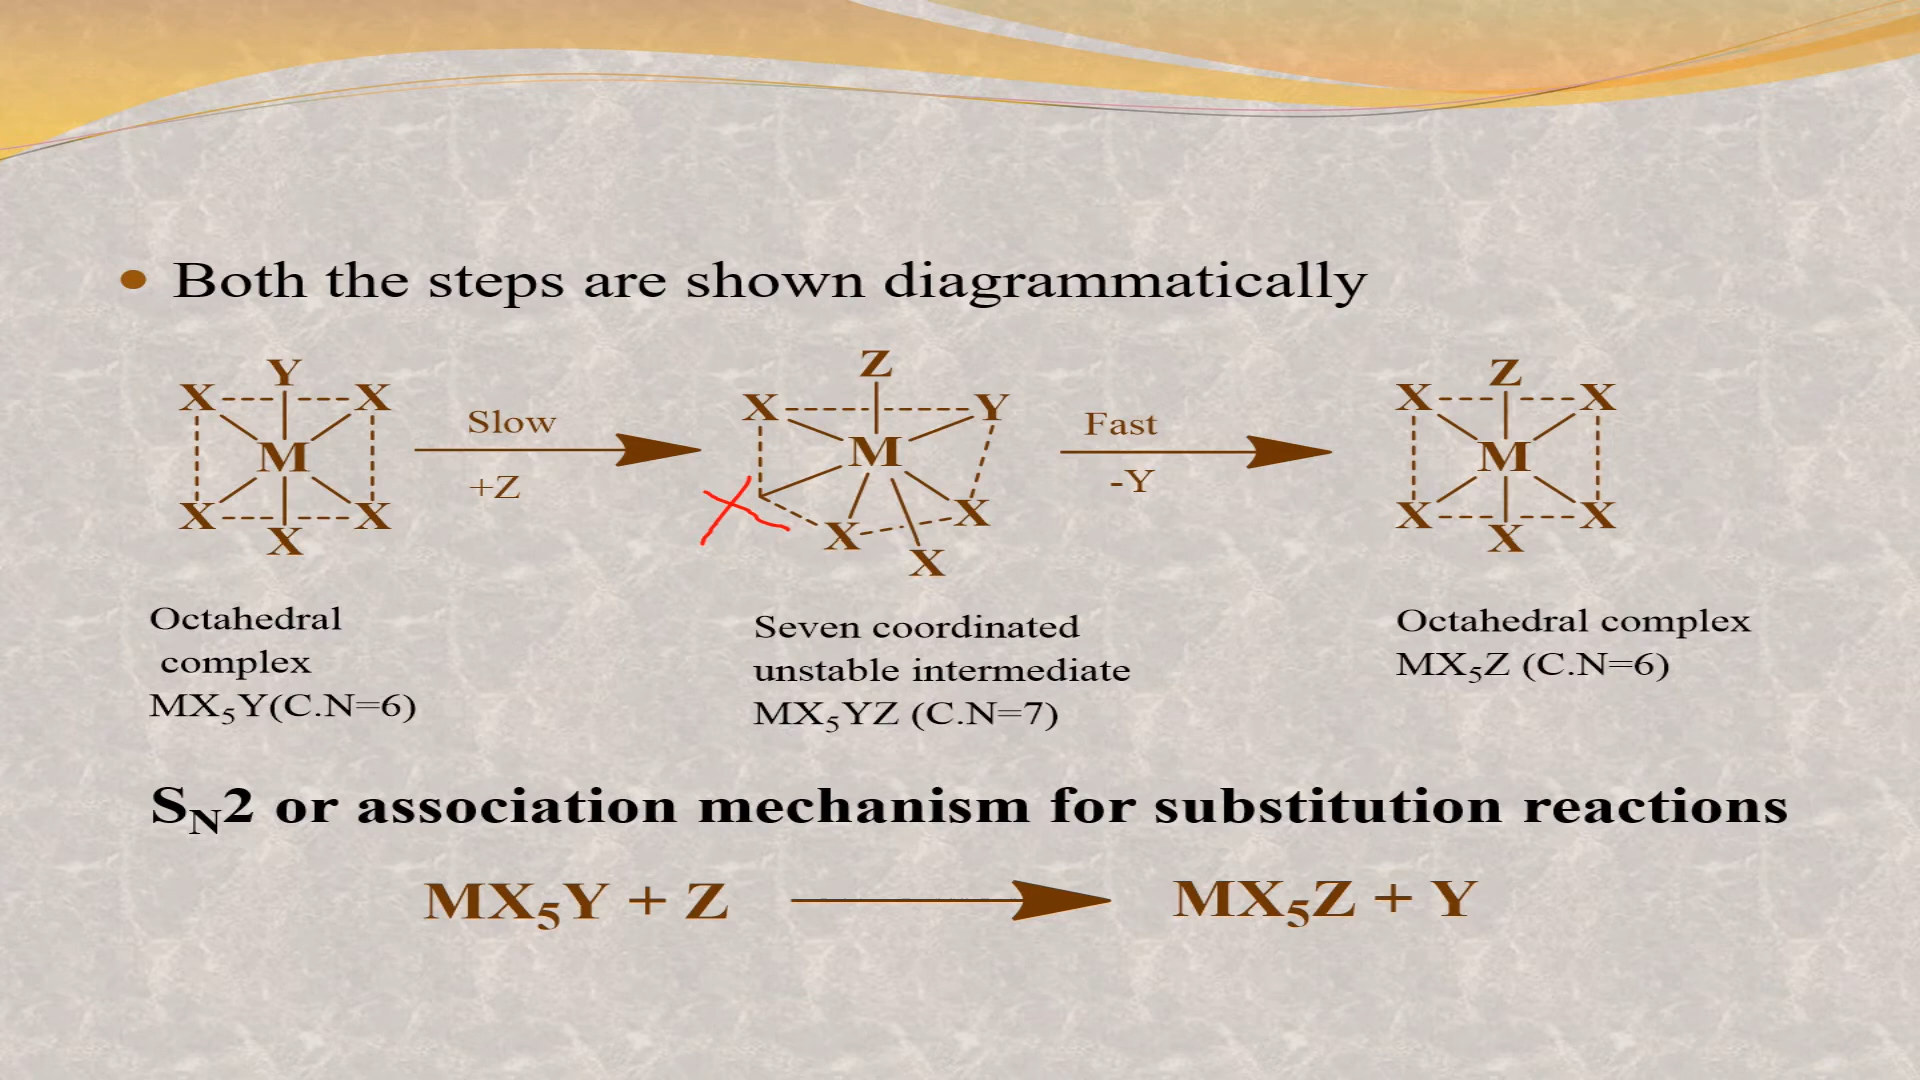 • Both the steps are shown diagrammatically
Y
X X
M
X X
X
Slow
+Z
Z
X Y
M
X X X
X
Fast
-Y
Z
X X
M
X X
X
Octahedral
complex
MX₅Y(C.N=6)
Seven coordinated
unstable intermediate
MX₅YZ (C.N=7)
Octahedral complex
MX₅Z (C.N=6)
S_N2 or association mechanism for substitution reactions
MX₅Y + Z ⟶ MX₅Z + Y